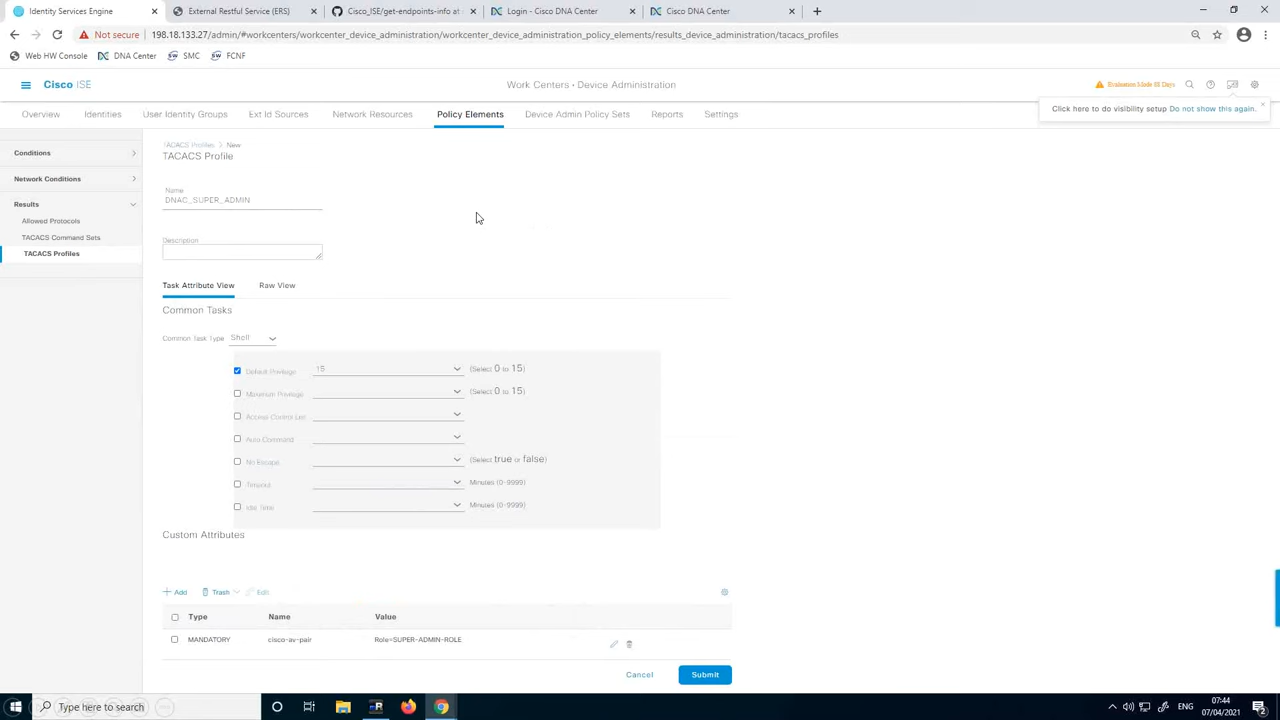 Identity Services Engine
External RESTful Services (ERS)
Cisco_ISE/endpoints-info at
Login - Cisco DNA Center
Cisco DNA Center
Not secure 198.18.133.27/admin/#workcenters/workcenter_device_administration/workcenter_device_administration_policy_elements/results_device_administration/tacacs_profiles
Web HW Console DNA Center SMC FCNF
Cisco ISE
Work Centers · Device Administration
Evaluation Mode 88 Days
Click here to do visibility setup Do not show this again.
Overview Identities User Identity Groups Ext Id Sources Network Resources Policy Elements Device Admin Policy Sets Reports Settings
Conditions
Network Conditions
Results
Allowed Protocols
TACACS Command Sets
TACACS Profiles
TACACS Profiles > New
TACACS Profile
Name
DNAC_SUPER_ADMIN
Description
Task Attribute View Raw View
Common Tasks
Common Task Type Shell
Default Privilege 15 (Select 0 to 15)
Maximum Privilege (Select 0 to 15)
Access Control List
Auto Command
No Escape (Select true or false)
Timeout Minutes (0-9999)
Idle Time Minutes (0-9999)
Custom Attributes
Add Trash Edit
Type Name Value
MANDATORY cisco-av-pair Role=SUPER-ADMIN-ROLE
Cancel Submit
Type here to search
ENG
07:44
07/04/2021
2